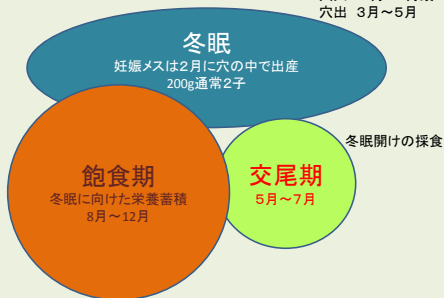 穴出 3月～5月
冬眠
妊娠メスは2月に穴の中で出産
200g通常2子
冬眠開けの採食
飽食期
冬眠に向けた栄養蓄積
8月～12月
交尾期
5月～7月